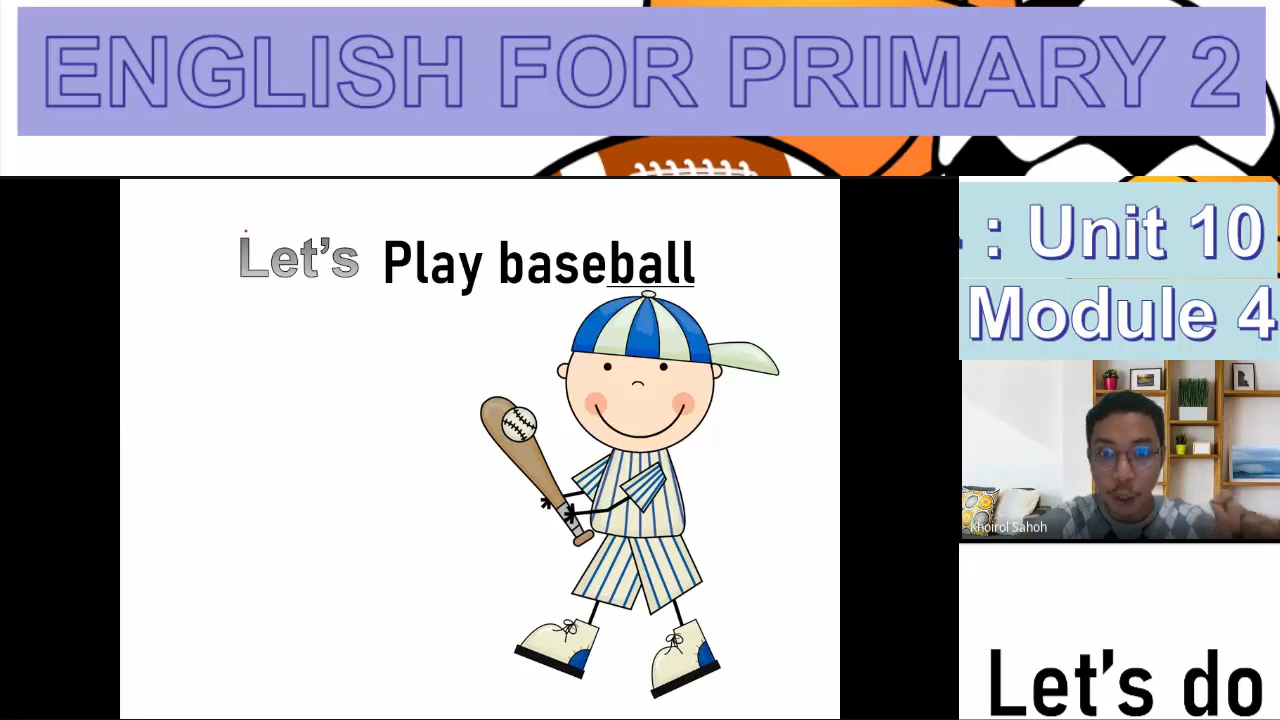 ENGLISH FOR PRIMARY 2
Let's Play baseball
: Unit 10
Module 4
Khoirol Sahoh
Let's do